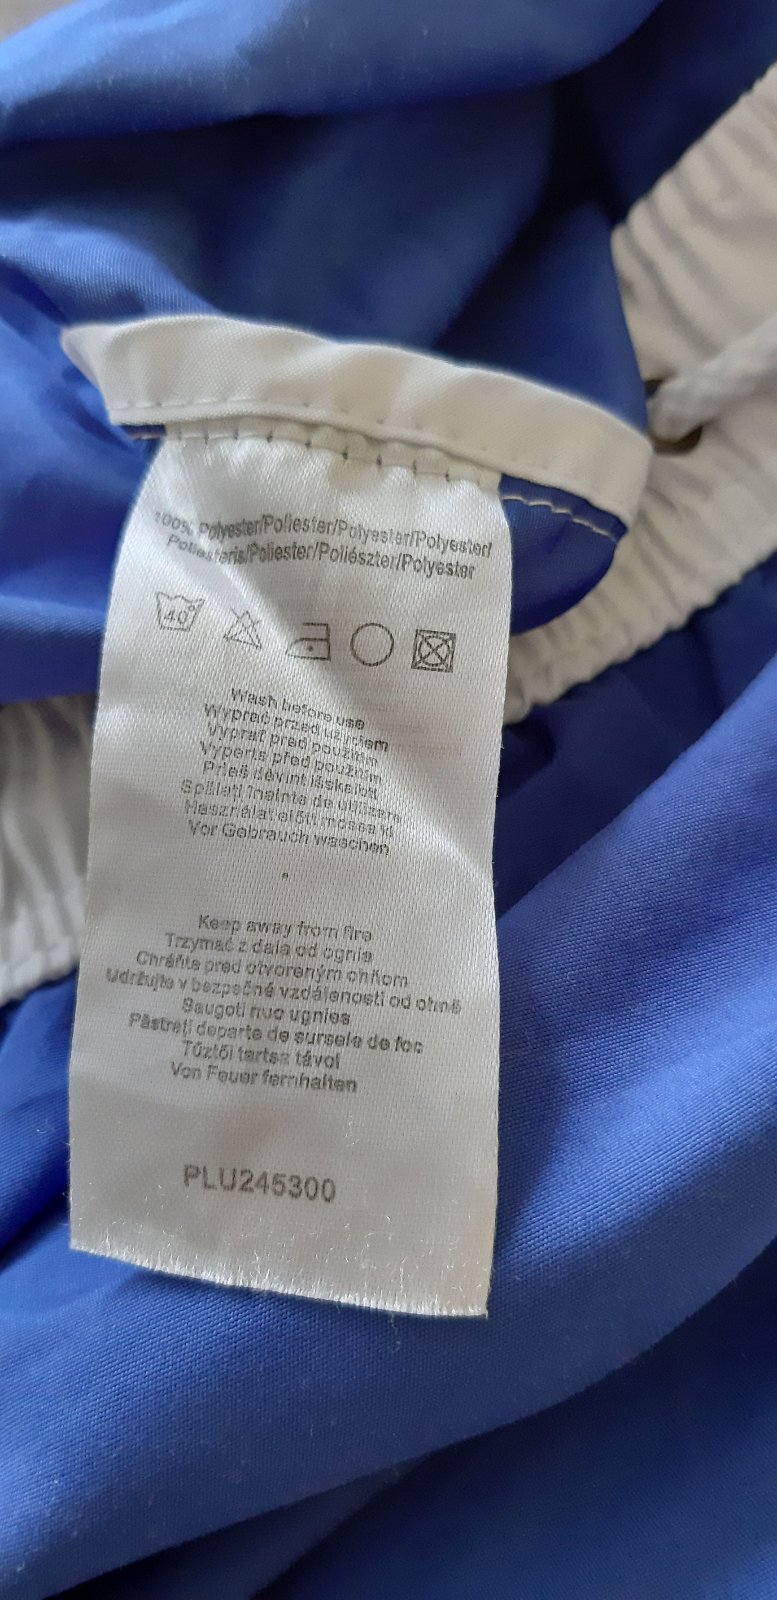 100% Polyester/Poliester/Polyester/Polyester/
Poliesteris/Poliester/Poliészter/Polyester
40°
Wash before use
Wyprać przed użyciem
Vyprať pred použitím
Vyperte před použitím
Prieš dėvint išskalbti
Spălați înainte de utilizare
Használat előtt mossa ki
Vor Gebrauch waschen
Keep away from fire
Trzymać z dala od ognia
Chráňte pred otvoreným ohňom
Udržujte v bezpečné vzdálenosti od ohně
Saugoti nuo ugnies
Păstrați departe de sursele de foc
Tűztől tartsa távol
Von Feuer fernhalten
PLU245300